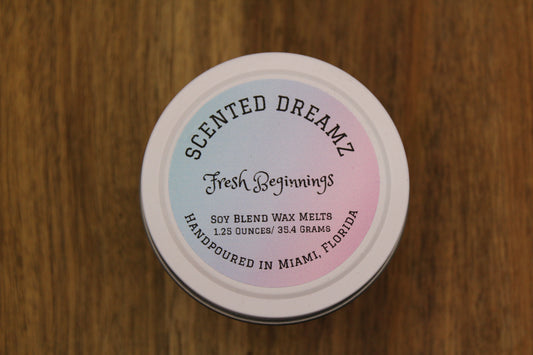 SCENTED DREAMZ
Fresh Beginnings
SOY BLEND WAX MELTS
1.25 OUNCES/ 35.4 GRAMS
HANDPOURED IN MIAMI, FLORIDA